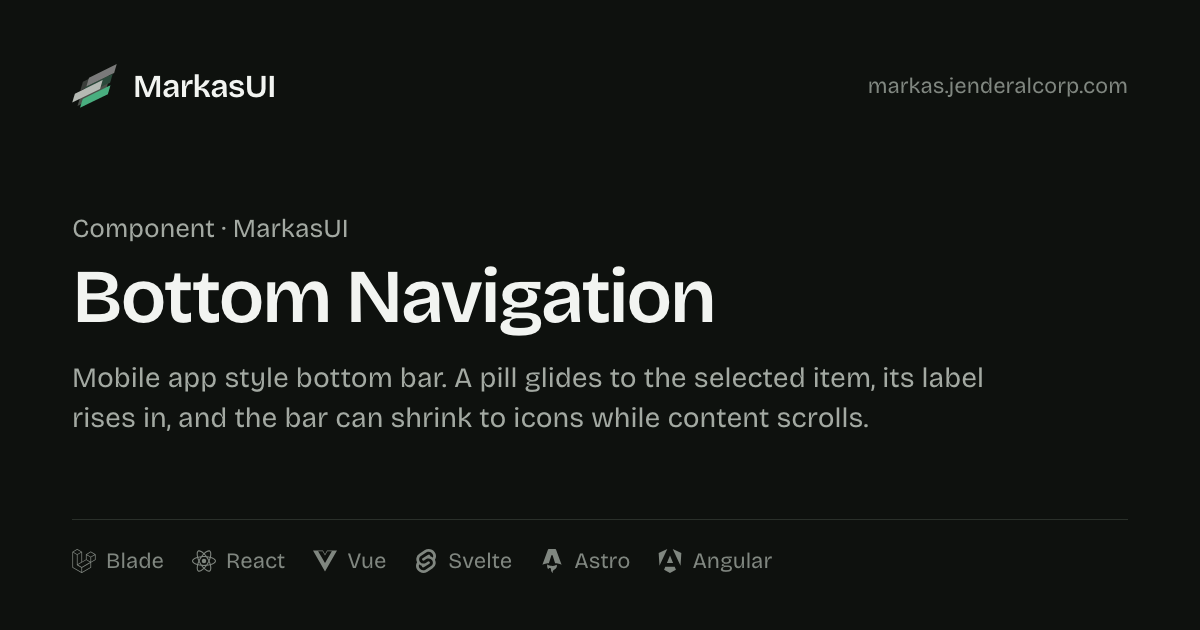 MarkasUI
markas.jenderalcorp.com
Component · MarkasUI
Bottom Navigation
Mobile app style bottom bar. A pill glides to the selected item, its label
rises in, and the bar can shrink to icons while content scrolls.
Blade React Vue Svelte Astro Angular